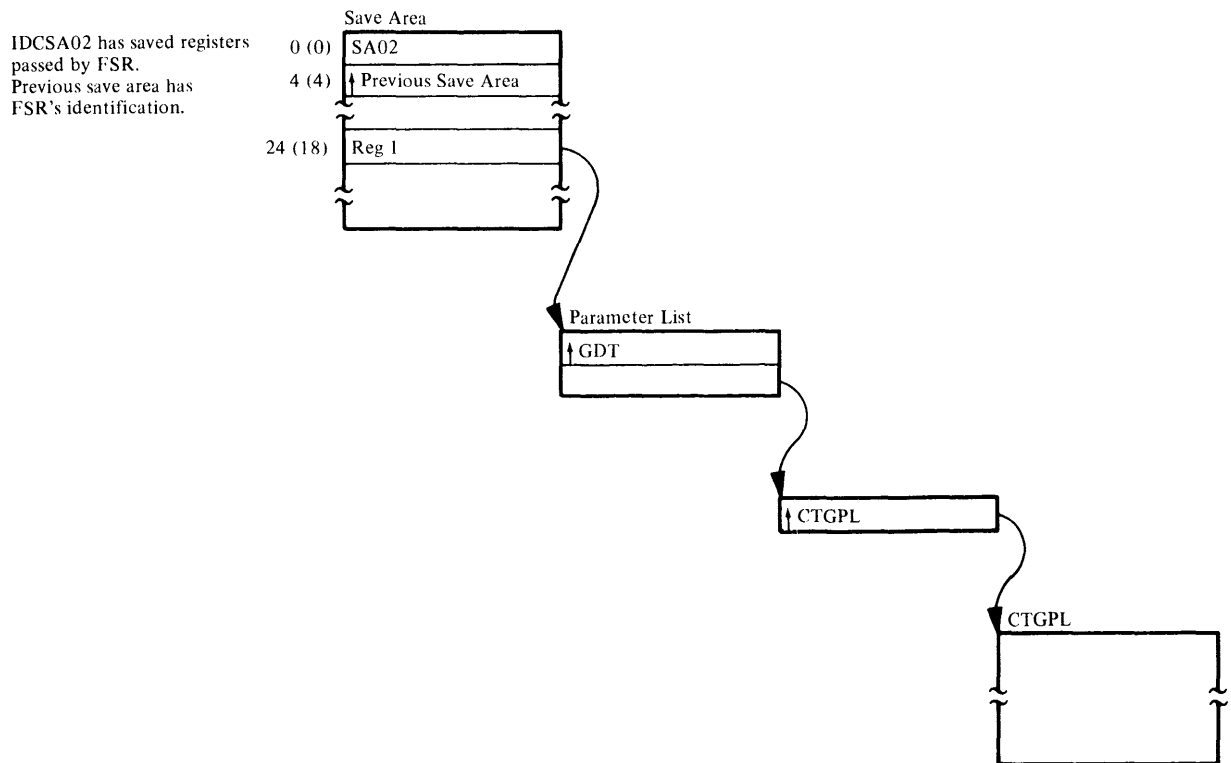 Save Area
IDCSA02 has saved registers
passed by FSR.
Previous save area has
FSR's identification.
0 (0) SA02
4 (4) Previous Save Area
24 (18) Reg 1
Parameter List
GDT
CTGPL
CTGPL